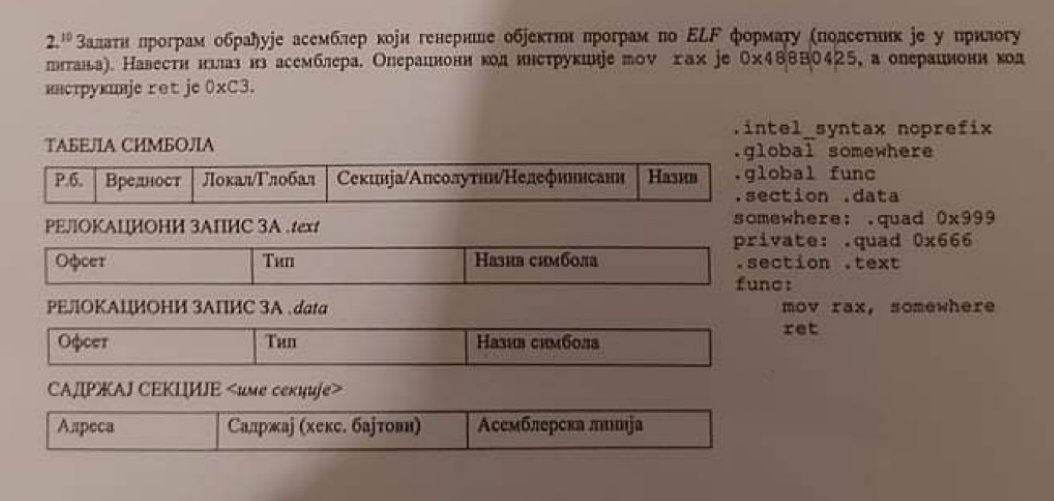 2.¹⁰ Задати програм обрађује асемблер који генерише објектни програм по ELF формату (подсетник је у прилогу
питања). Навести излаз из асемблера. Операциони код инструкције mov rax је 0x488B0425, а операциони код
инструкције ret је 0xC3.
ТАБЕЛА СИМБОЛА
Р.б. Вредност Локал/Глобал Секција/Апсолутни/Недефинисани Назив
РЕЛОКАЦИОНИ ЗАПИС ЗА .text
Офсет Тип Назив симбола
РЕЛОКАЦИОНИ ЗАПИС ЗА .data
Офсет Тип Назив симбола
САДРЖАЈ СЕКЦИЈЕ <име секције>
Адреса Садржај (хекс. бајтови) Асемблерска линија
.intel_syntax noprefix
.global somewhere
.global func
.section .data
somewhere: .quad 0x999
private: .quad 0x666
.section .text
func:
mov rax, somewhere
ret